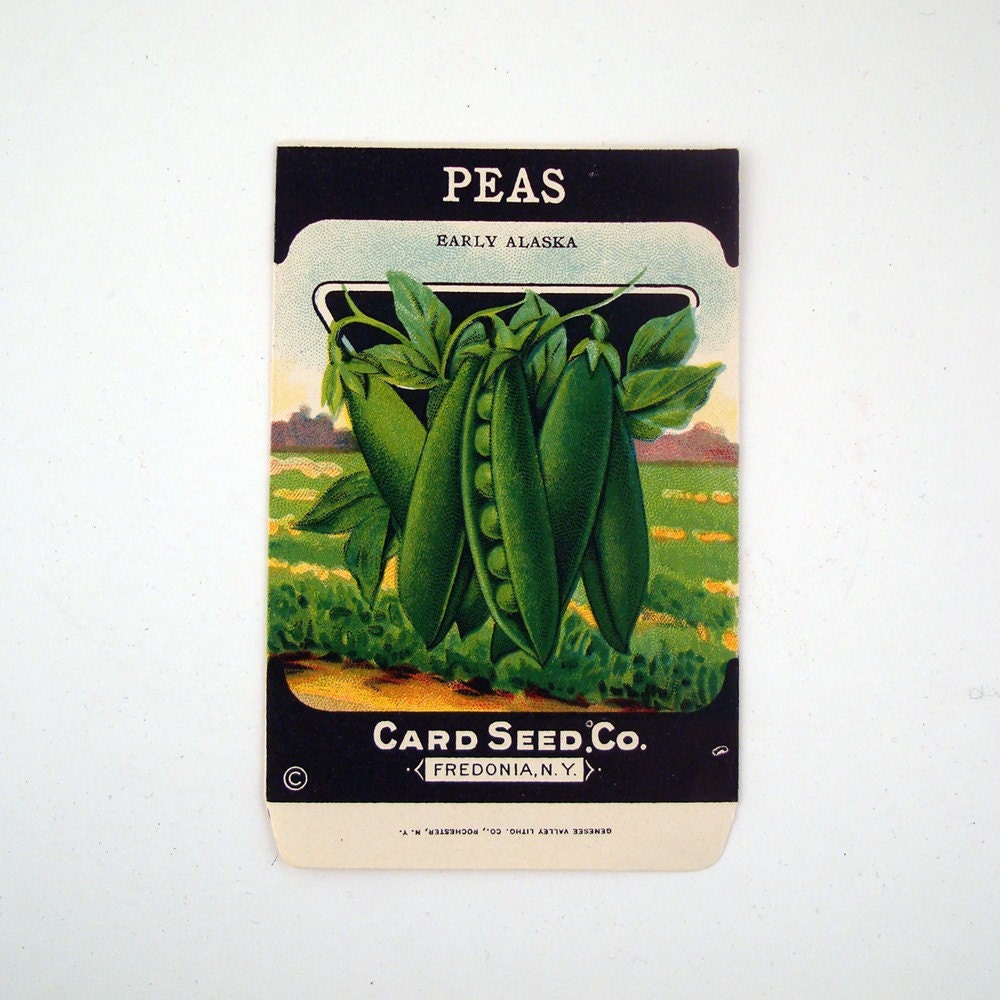 PEAS
EARLY ALASKA
CARD SEED. CO.
FREDONIA, N. Y.
©
GENESEE VALLEY LITHO. CO., ROCHESTER, N. Y.